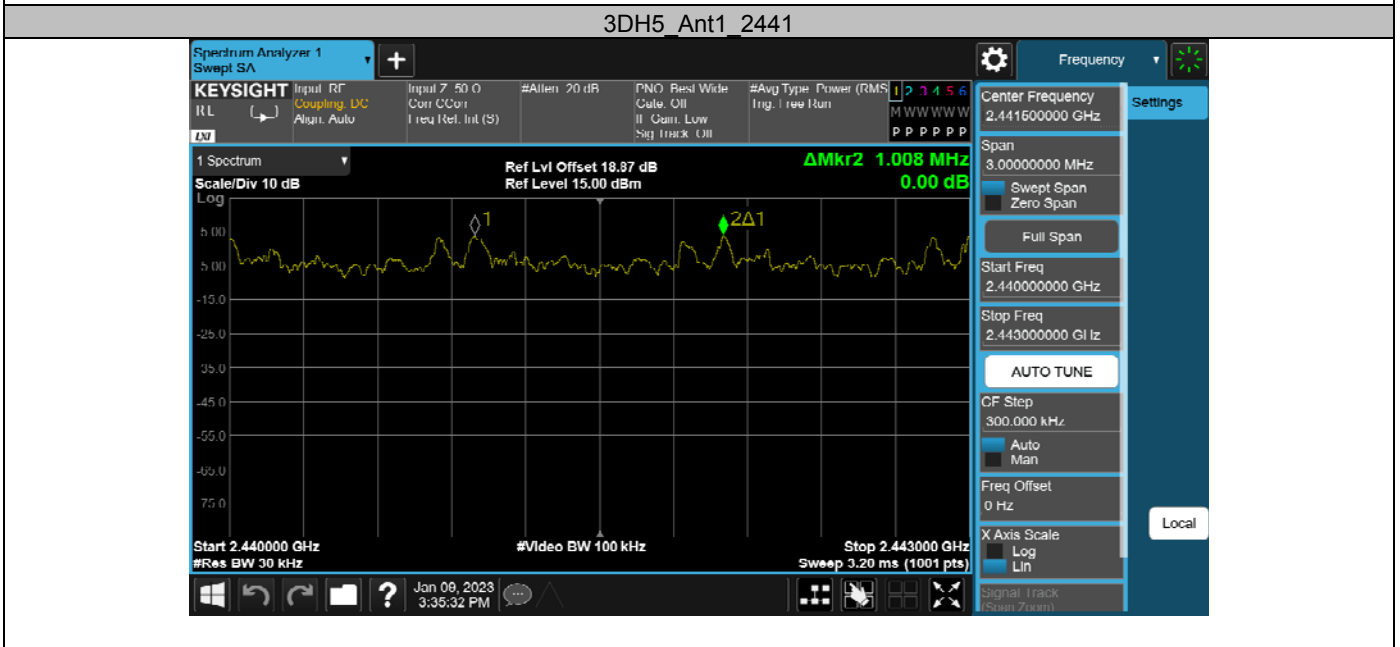 3DH5_Ant1_2441
Spectrum Analyzer 1
Swept SA
+
Frequency
KEYSIGHT
RL
LXI
Input: RF
Coupling: DC
Align: Auto
Input Z: 50 Ω
Corr CCorr
Freq Ref: Int (S)
#Atten: 20 dB
PNO: Best Wide
Gate: Off
IF Gain: Low
Sig Track: Off
#Avg Type: Power (RMS
Trig: Free Run
1 2 3 4 5 6
M W W W W W
P P P P P P
1 Spectrum
Scale/Div 10 dB
Log
Ref Lvl Offset 18.87 dB
Ref Level 15.00 dBm
ΔMkr2 1.008 MHz
0.00 dB
1
2Δ1
5.00
-5.00
-15.0
-25.0
-35.0
-45.0
-55.0
-65.0
-75.0
Start 2.440000 GHz
#Res BW 30 kHz
#Video BW 100 kHz
Stop 2.443000 GHz
Sweep 3.20 ms (1001 pts)
Center Frequency
2.441500000 GHz
Settings
Span
3.00000000 MHz
Swept Span
Zero Span
Full Span
Start Freq
2.440000000 GHz
Stop Freq
2.443000000 GHz
AUTO TUNE
CF Step
300.000 kHz
Auto
Man
Freq Offset
0 Hz
X Axis Scale
Log
Lin
Local
Signal Track
(Span Zoom)
?
Jan 09, 2023
3:35:32 PM